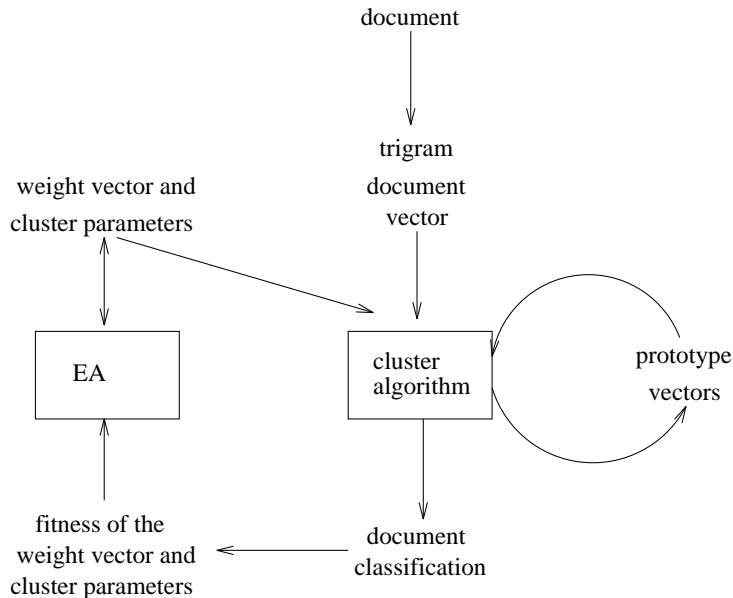 document
trigram
document
vector
weight vector and
cluster parameters
EA
cluster
algorithm
prototype
vectors
fitness of the
weight vector and
cluster parameters
document
classification